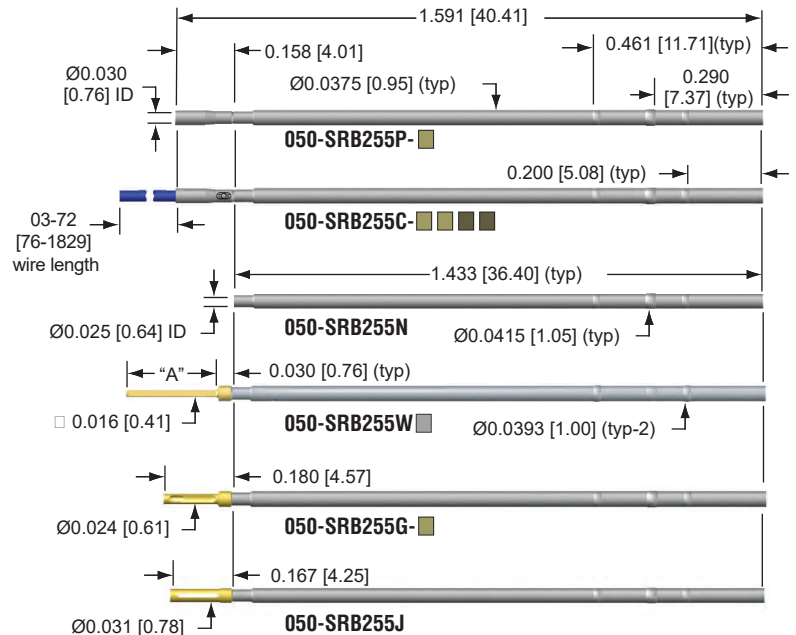 1.591 [40.41]
0.158 [4.01]
0.461 [11.71](typ)
Ø0.030
[0.76] ID
Ø0.0375 [0.95] (typ)
0.290
[7.37] (typ)
050-SRB255P-
0.200 [5.08] (typ)
03-72
[76-1829]
wire length
050-SRB255C-
1.433 [36.40] (typ)
Ø0.025 [0.64] ID
050-SRB255N
Ø0.0415 [1.05] (typ)
“A”
0.030 [0.76] (typ)
□ 0.016 [0.41]
050-SRB255W
Ø0.0393 [1.00] (typ-2)
0.180 [4.57]
Ø0.024 [0.61]
050-SRB255G-
0.167 [4.25]
Ø0.031 [0.78]
050-SRB255J